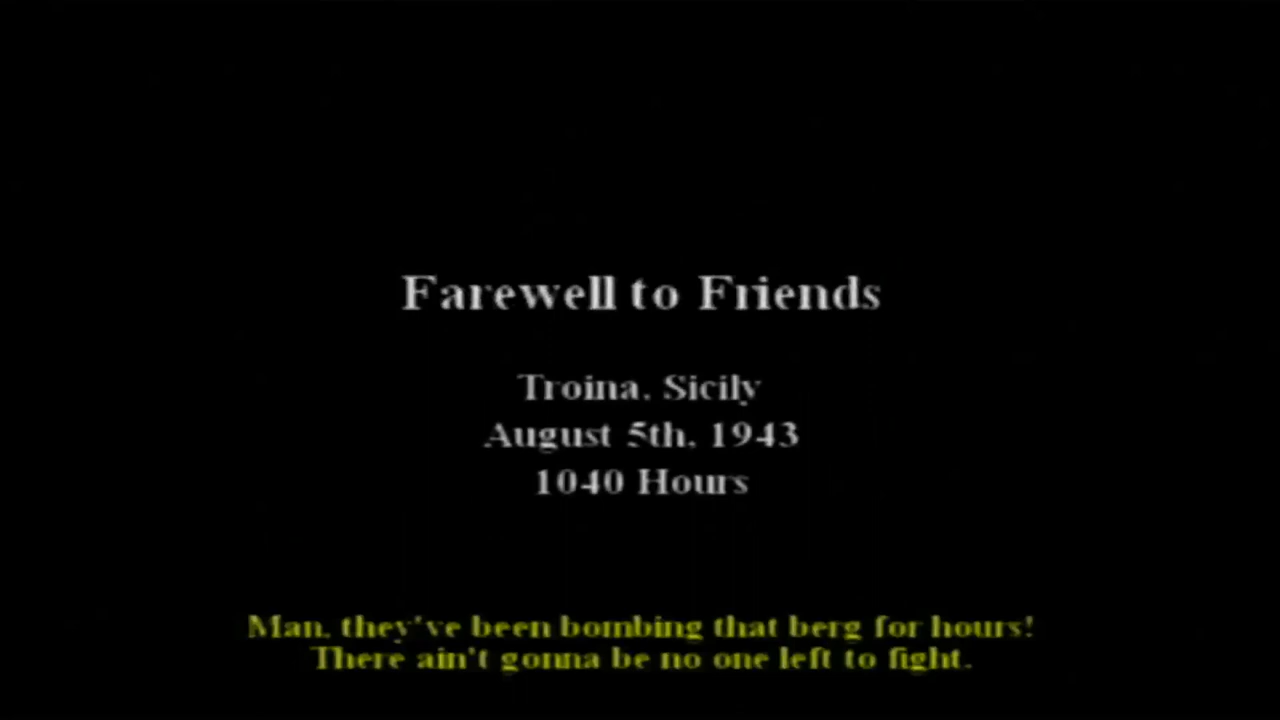 Farewell to Friends
Troina, Sicily
August 5th, 1943
1040 Hours
Man, they've been bombing that berg for hours!
There ain't gonna be no one left to fight.